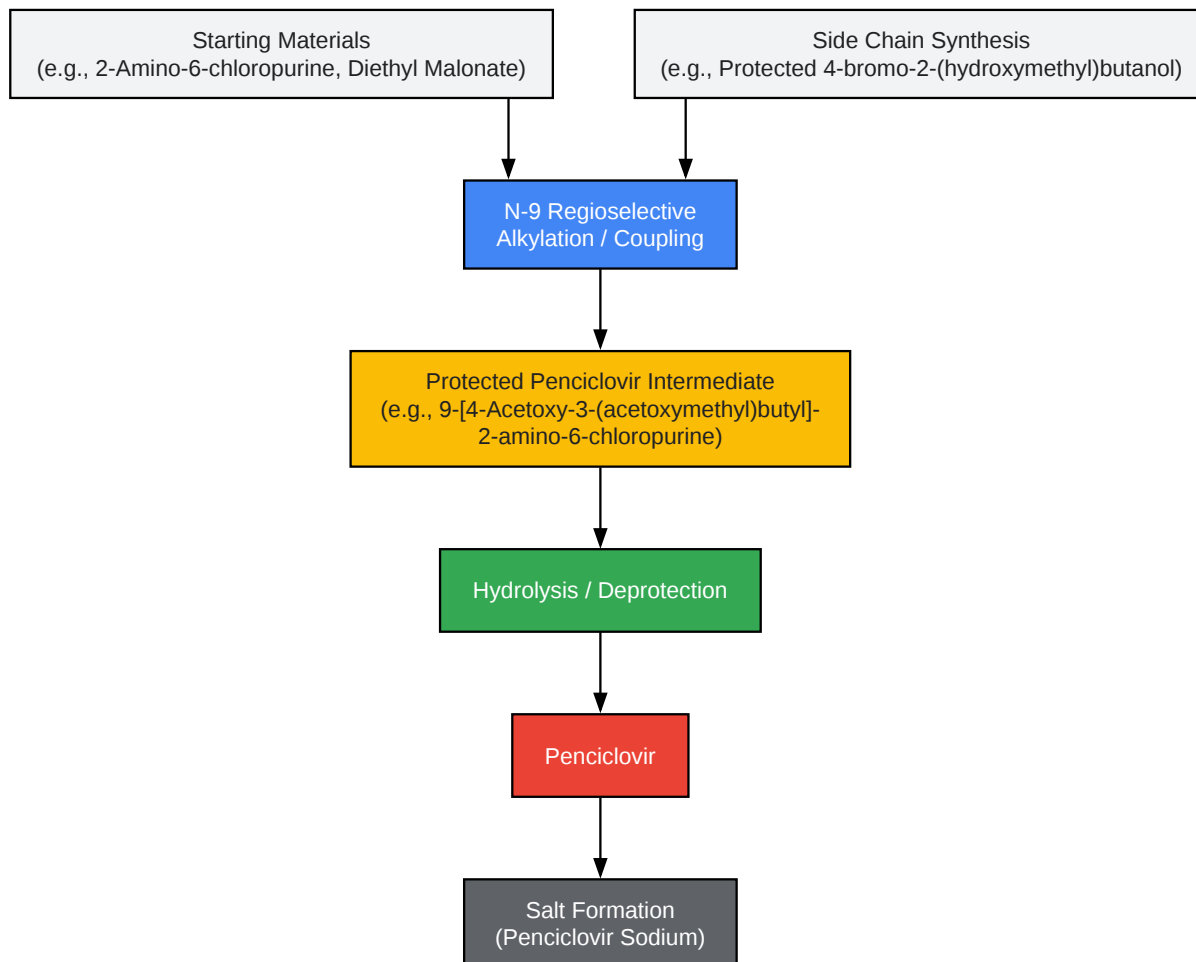 Starting Materials
(e.g., 2-Amino-6-chloropurine, Diethyl Malonate)
Side Chain Synthesis
(e.g., Protected 4-bromo-2-(hydroxymethyl)butanol)
N-9 Regioselective
Alkylation / Coupling
Protected Penciclovir Intermediate
(e.g., 9-[4-Acetoxy-3-(acetoxymethyl)butyl]-
2-amino-6-chloropurine)
Hydrolysis / Deprotection
Penciclovir
Salt Formation
(Penciclovir Sodium)